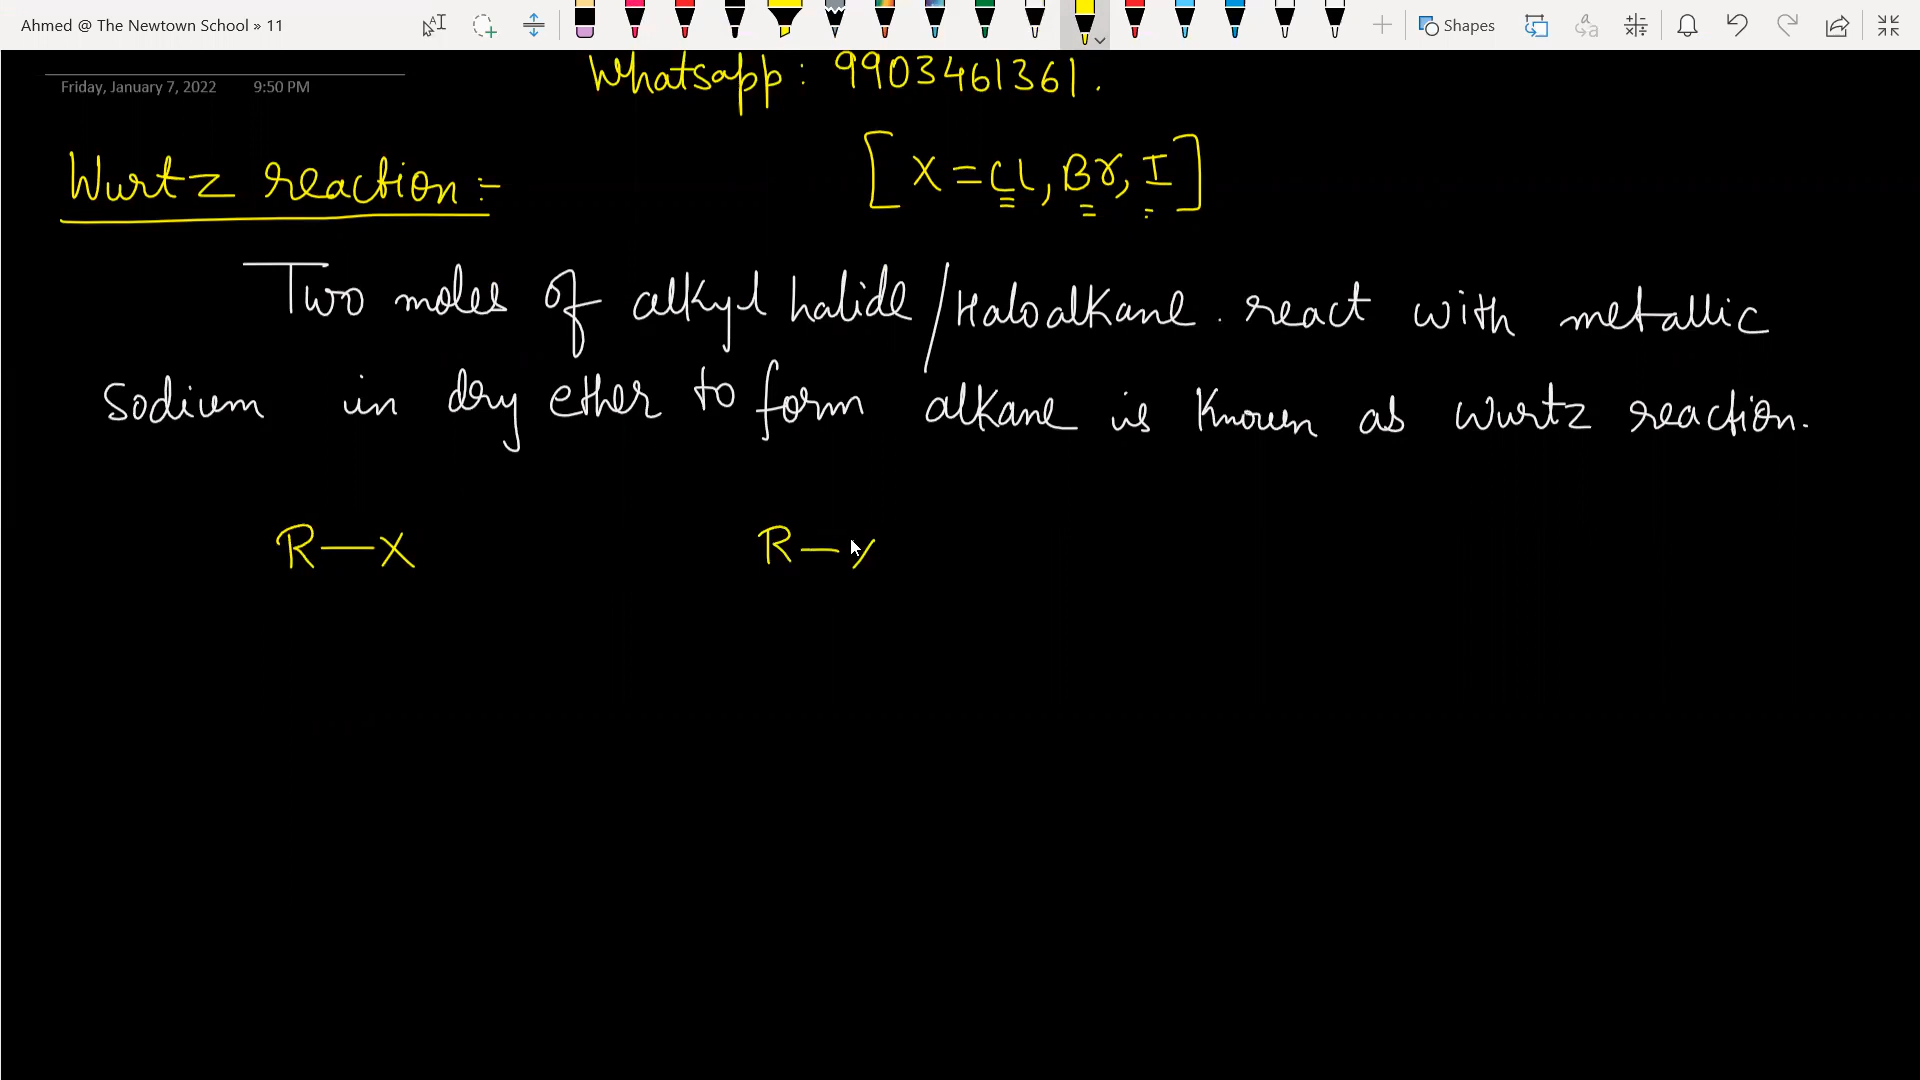 Ahmed @ The Newtown School » 11
Shapes
Whatsapp : 9903461361.
Friday, January 7, 2022 9:50 PM
Wurtz reaction :-
[X = Cl, Br, I]
Two moles of alkyl halide/Haloalkane. react with metallic
sodium in dry ether to form alkane is known as wurtz reaction.
R—X R—